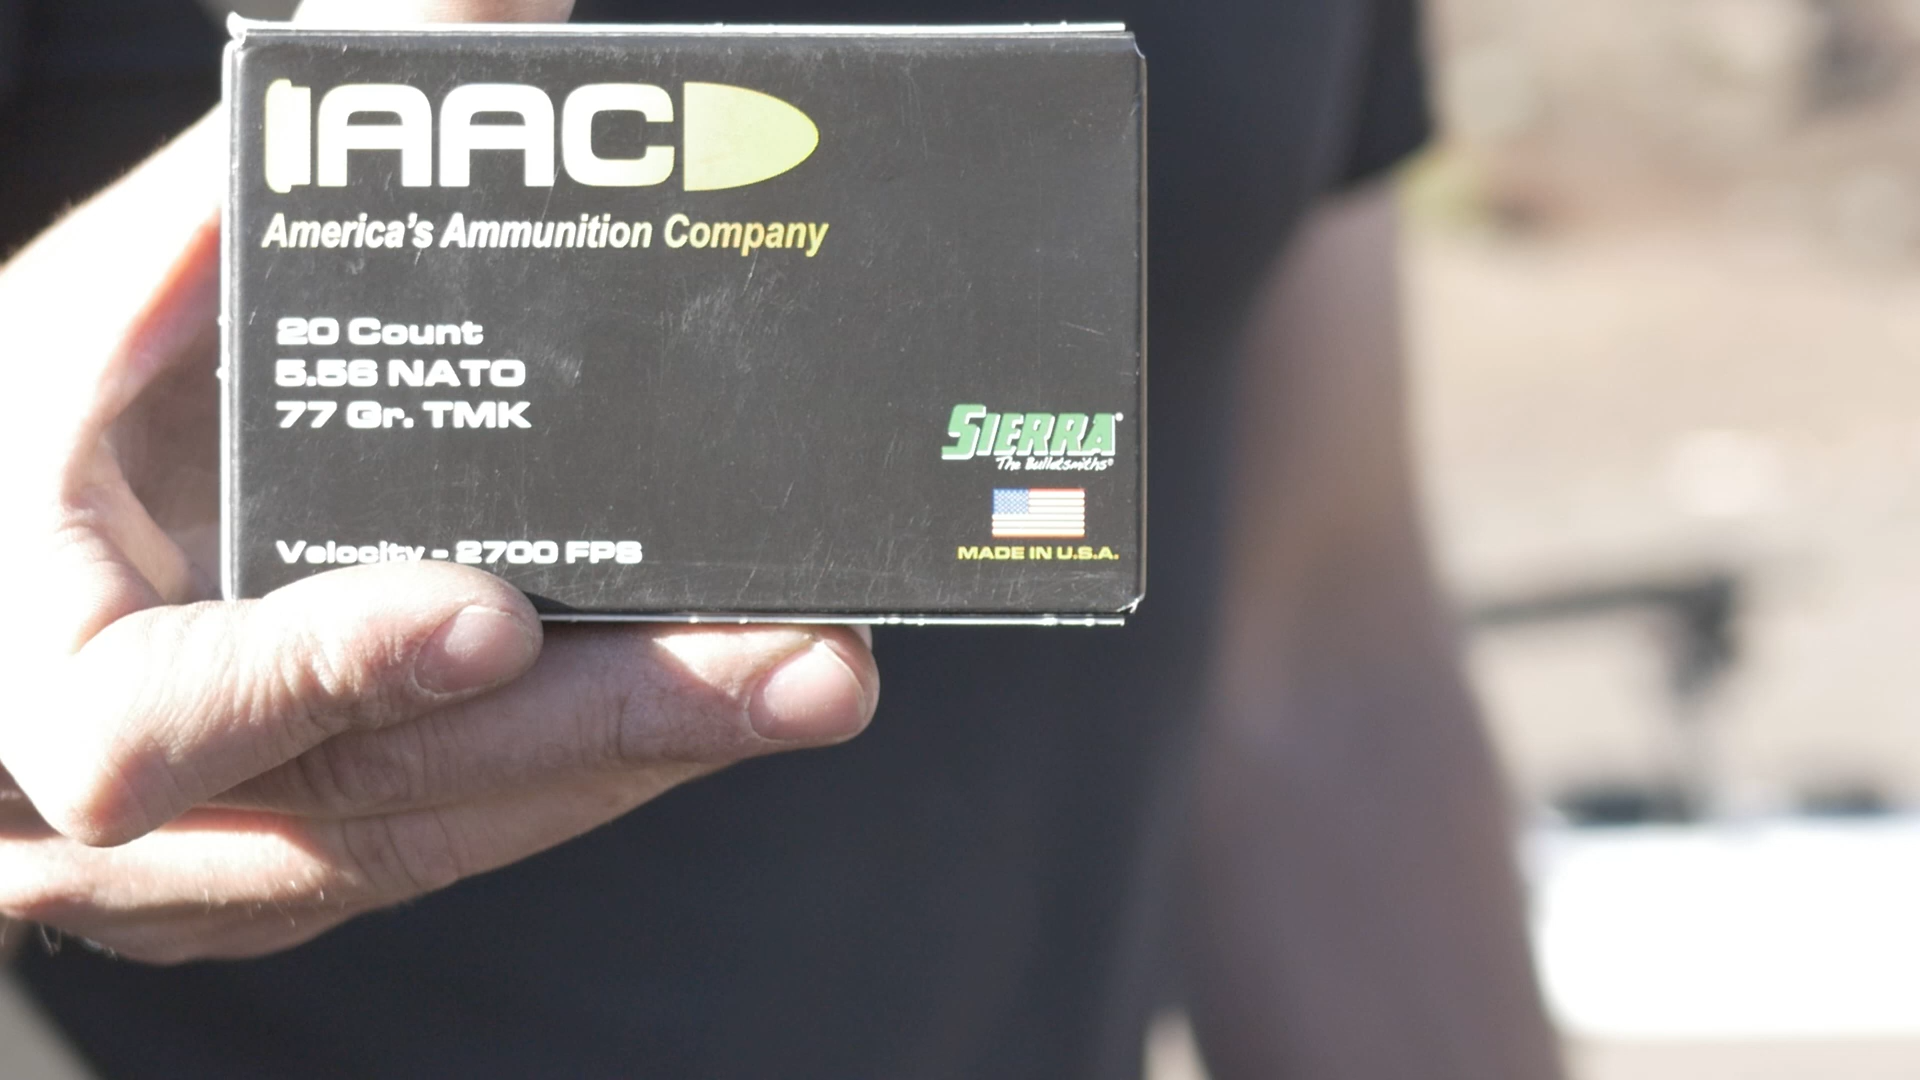 AAC
America's Ammunition Company
20 Count
5.56 NATO
77 Gr. TMK
SIERRA®
The Bulletsmiths®
Velocity - 2700 FPS
MADE IN U.S.A.